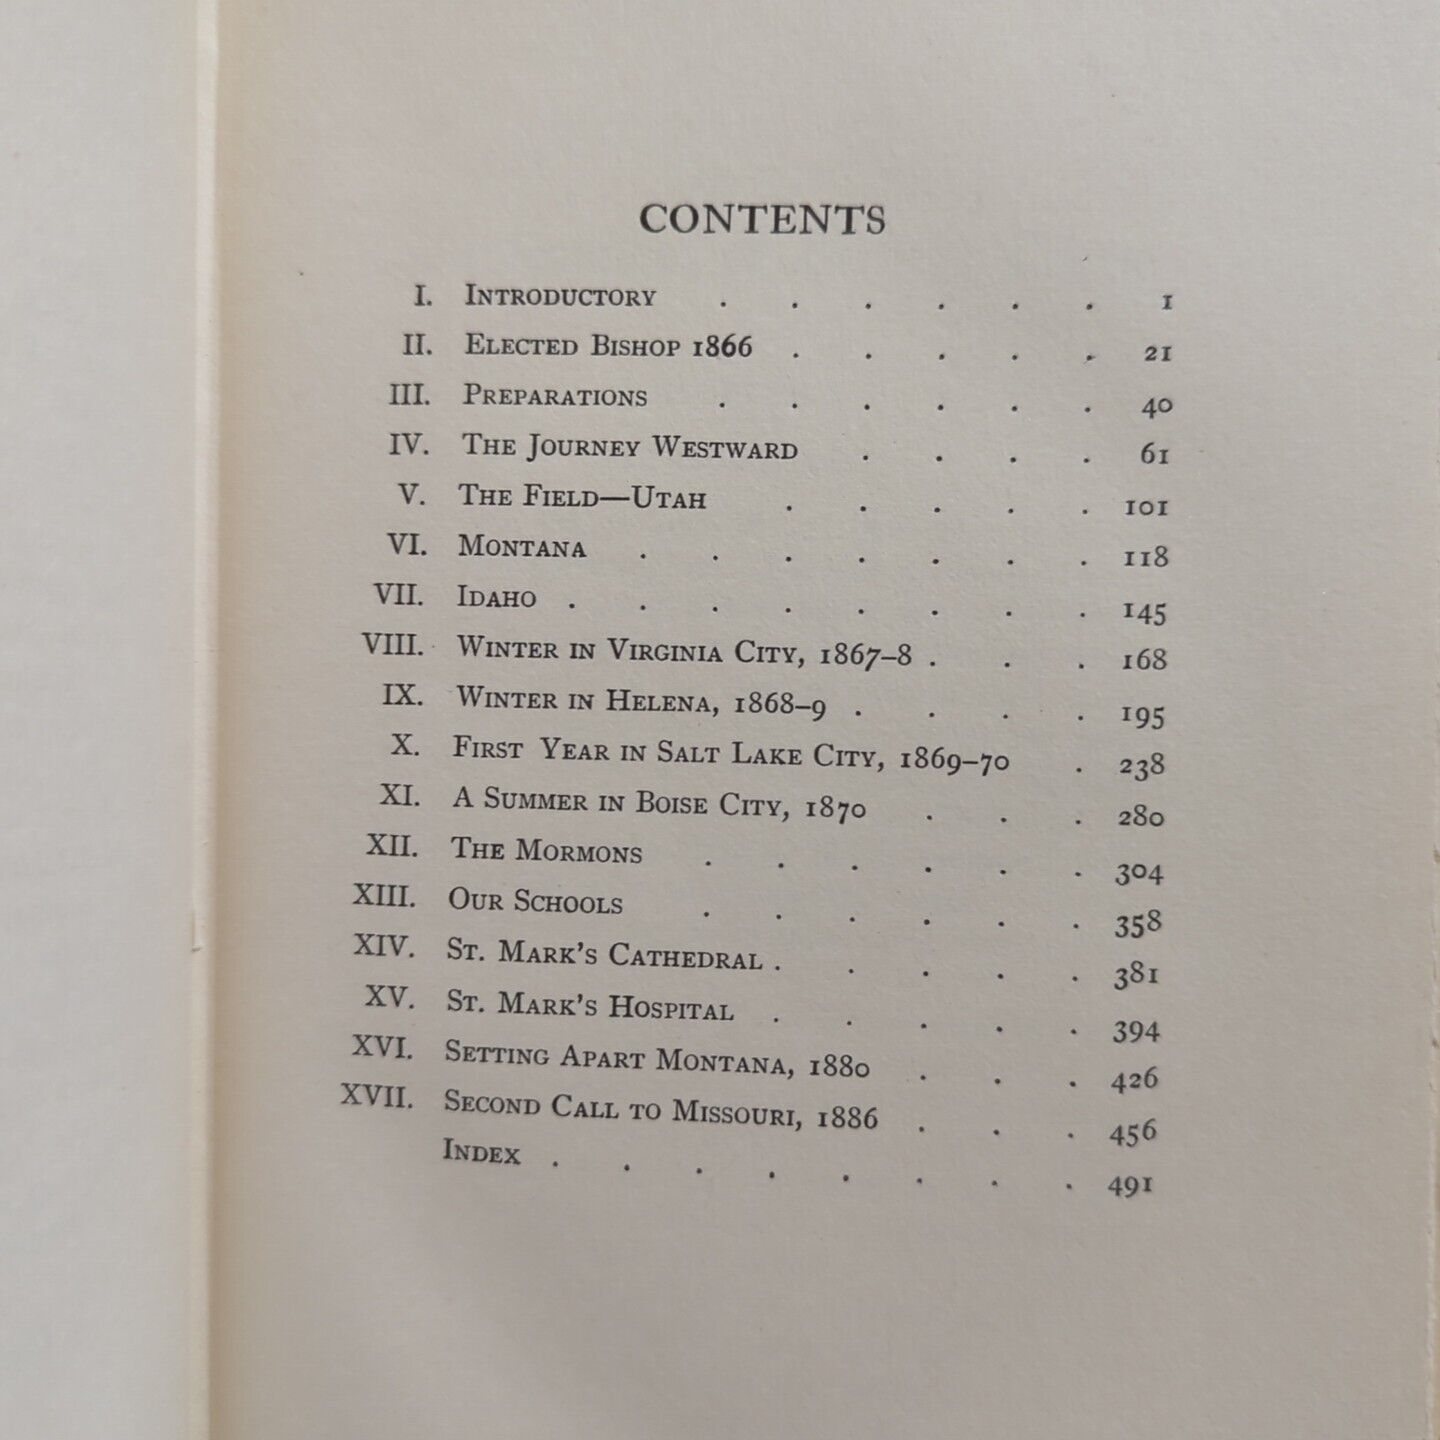 CONTENTS
I. INTRODUCTORY . . . . . . 1
II. ELECTED BISHOP 1866 . . . . . 21
III. PREPARATIONS . . . . . . 40
IV. THE JOURNEY WESTWARD . . . . 61
V. THE FIELD—UTAH . . . . . 101
VI. MONTANA . . . . . . . 118
VII. IDAHO . . . . . . . . 145
VIII. WINTER IN VIRGINIA CITY, 1867–8 . . . 168
IX. WINTER IN HELENA, 1868–9 . . . . 195
X. FIRST YEAR IN SALT LAKE CITY, 1869–70 . 238
XI. A SUMMER IN BOISE CITY, 1870 . . . 280
XII. THE MORMONS . . . . . . 304
XIII. OUR SCHOOLS . . . . . . 358
XIV. ST. MARK'S CATHEDRAL . . . . . 381
XV. ST. MARK'S HOSPITAL . . . . . 394
XVI. SETTING APART MONTANA, 1880 . . . 426
XVII. SECOND CALL TO MISSOURI, 1886 . . . 456
INDEX . . . . . . . . 491